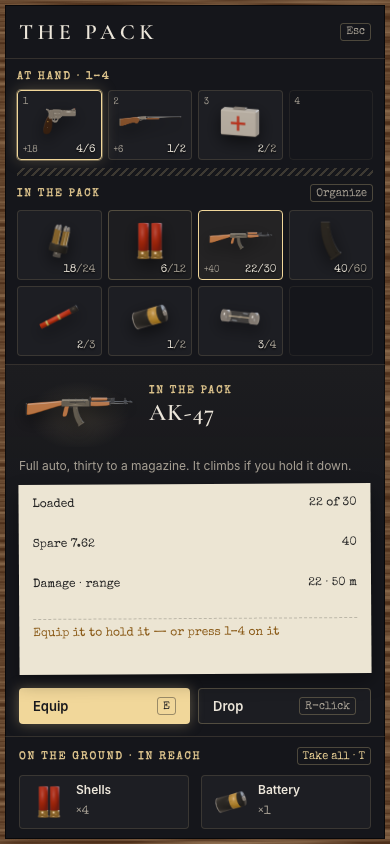 THE PACK
Esc
AT HAND · 1-4
1
+18
4/6
2
+6
1/2
3
2/2
4
IN THE PACK
Organize
18/24
6/12
+40
22/30
40/60
2/3
1/2
3/4
IN THE PACK
AK-47
Full auto, thirty to a magazine. It climbs if you hold it down.
Loaded 22 of 30
Spare 7.62 40
Damage · range 22 · 50 m
Equip it to hold it — or press 1-4 on it
Equip E
Drop R-click
ON THE GROUND · IN REACH
Take all · T
Shells
×4
Battery
×1